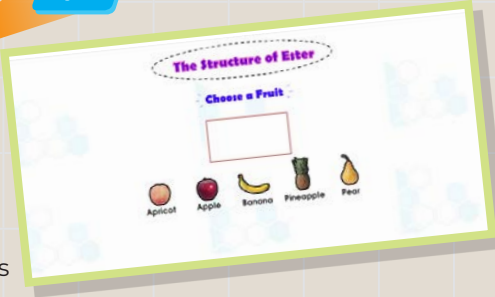 The Structure of Ester
Choose a Fruit
Apricot Apple Banana Pineapple Pear
s